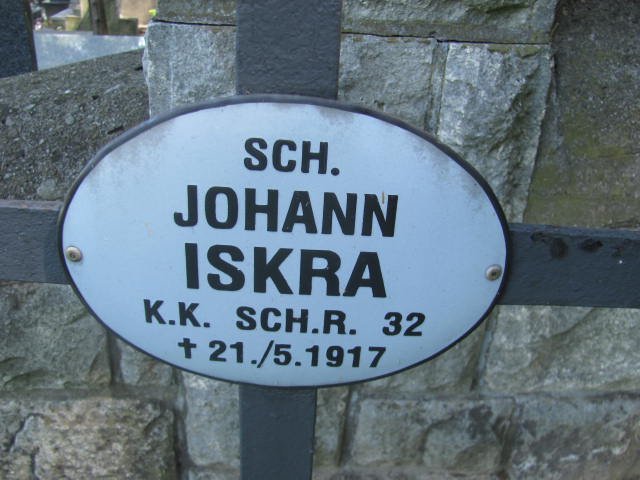 SCH.
JOHANN
ISKRA
K.K. SCH.R. 32
✝ 21./5.1917